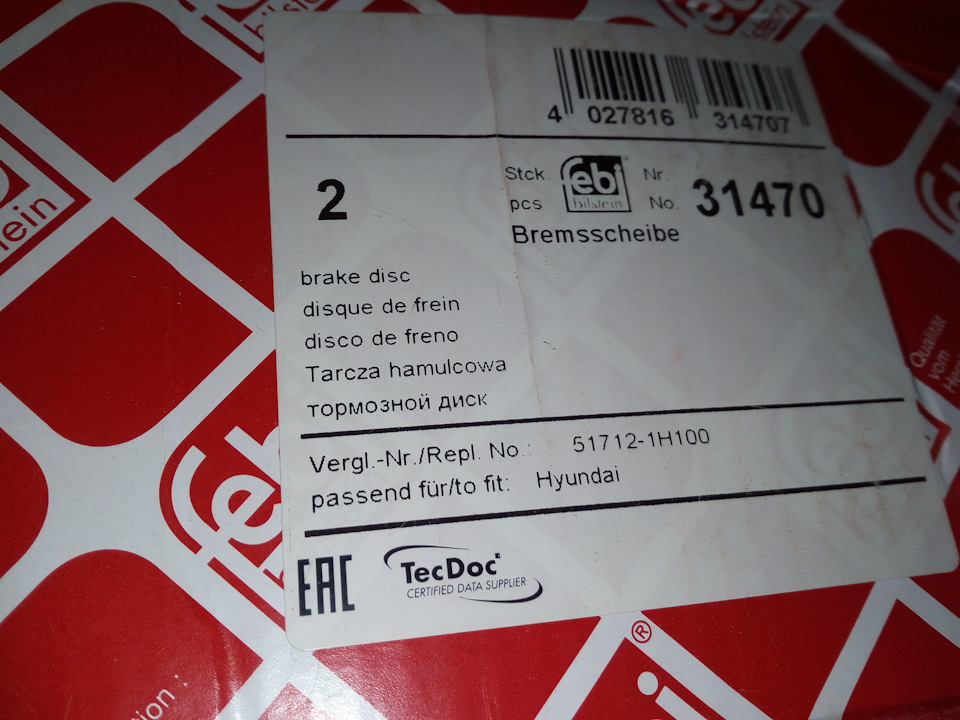 4 027816 314707
2
Stck. febi Nr.
pcs bilstein No. 31470
Bremsscheibe
brake disc
disque de frein
disco de freno
Tarcza hamulcowa
тормозной диск
Vergl.-Nr./Repl. No.: 51712-1H100
passend für/to fit: Hyundai
EAC
TecDoc
CERTIFIED DATA SUPPLIER
Qualität
vom
®